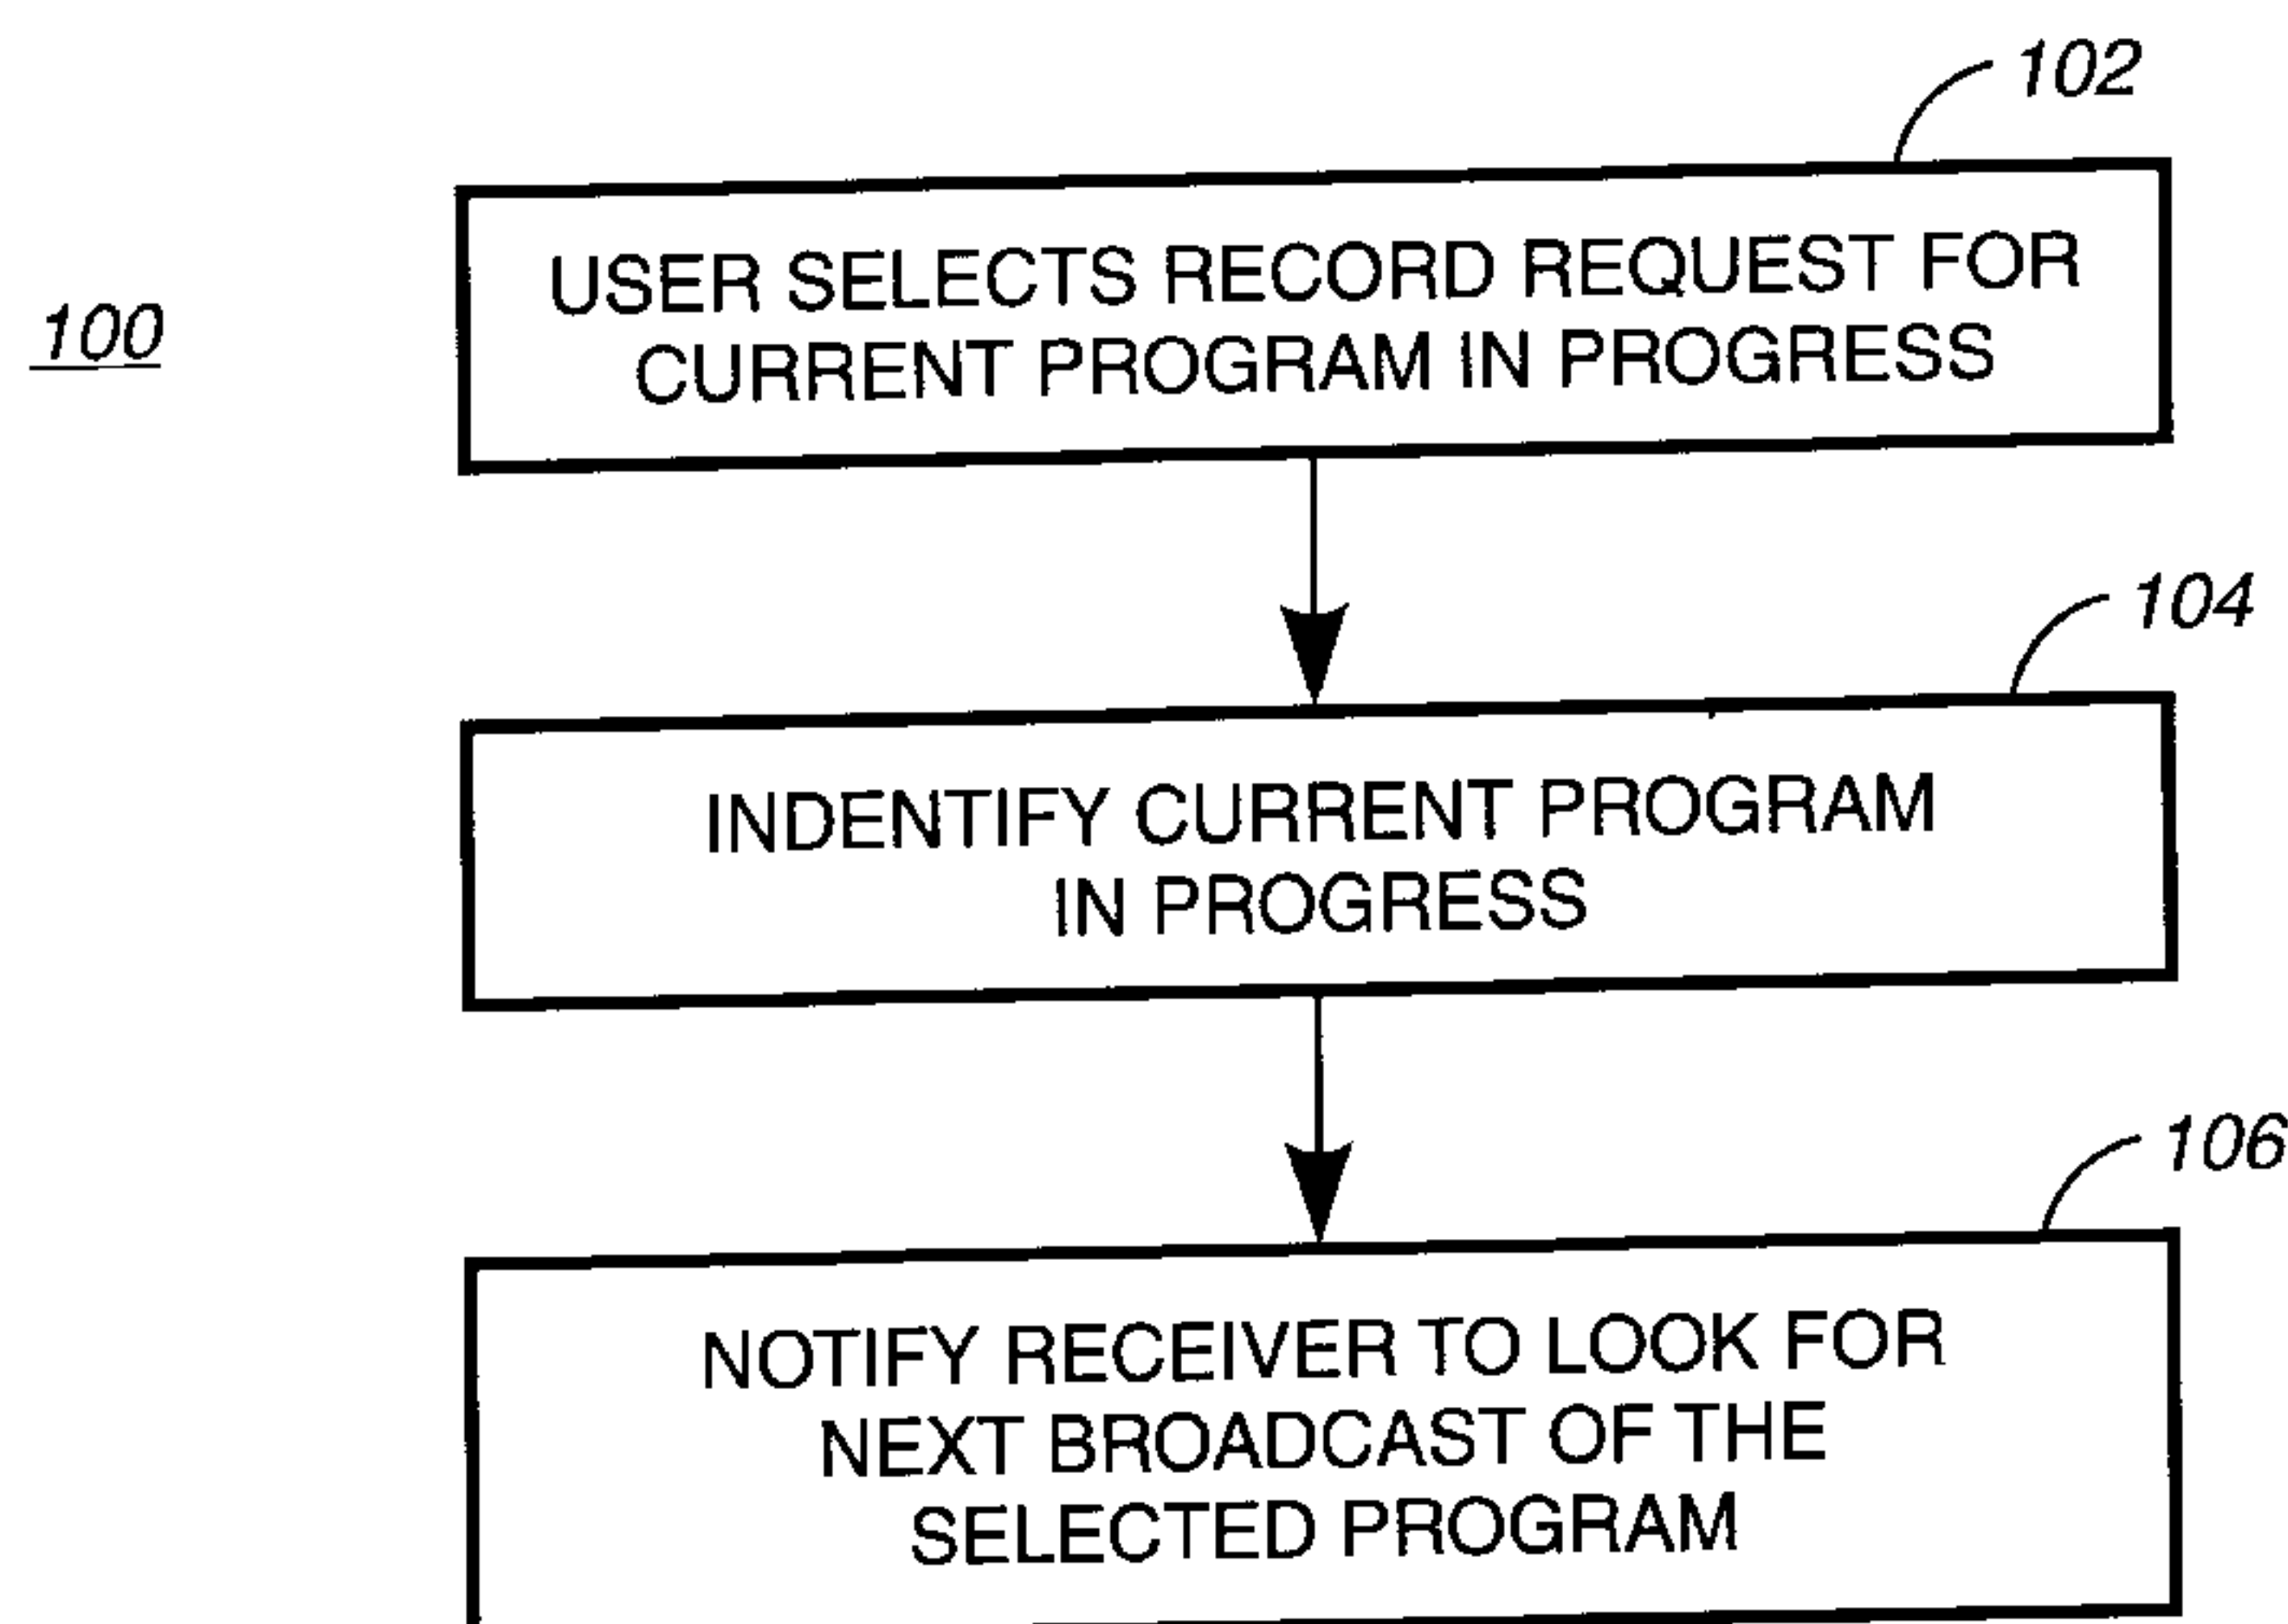 102
USER SELECTS RECORD REQUEST FOR
CURRENT PROGRAM IN PROGRESS
100
104
INDENTIFY CURRENT PROGRAM
IN PROGRESS
106
NOTIFY RECEIVER TO LOOK FOR
NEXT BROADCAST OF THE
SELECTED PROGRAM